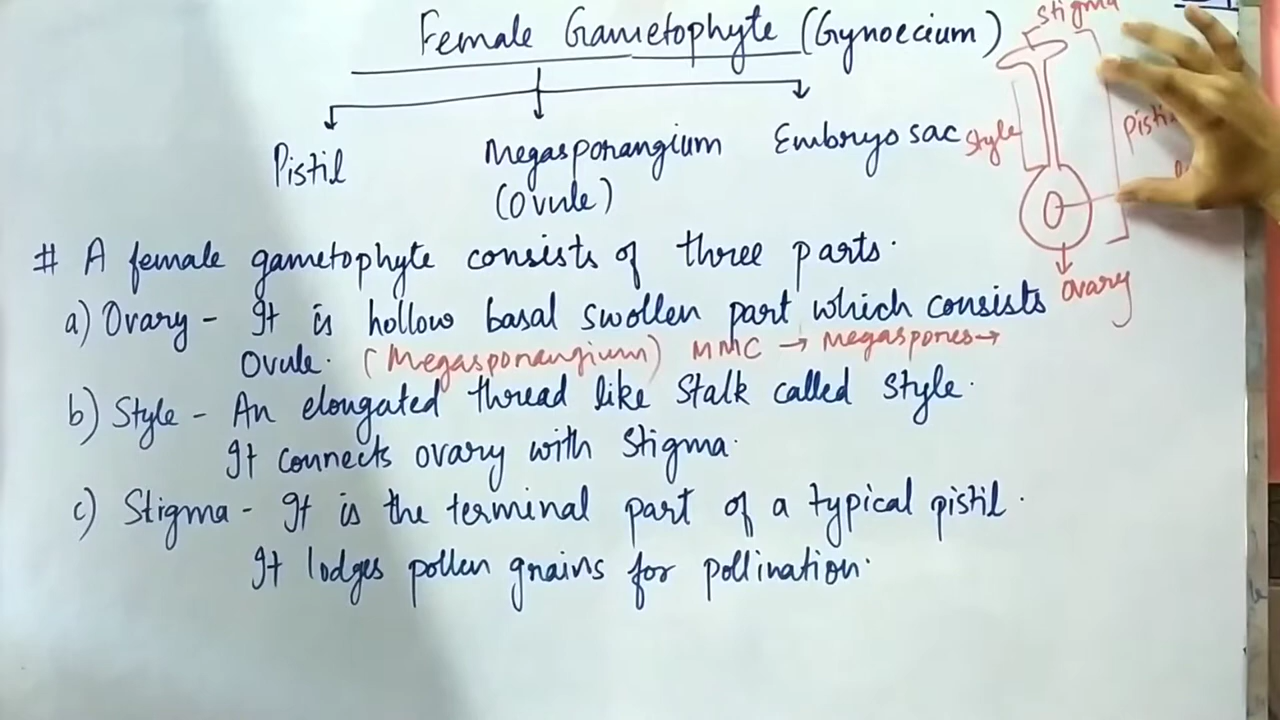 Female Gametophyte (Gynoecium)
Stigma
Pistil
Megasporangium
(Ovule)
Embryo sac
Style
Pisti
# A female gametophyte consists of three parts.
a) Ovary - It is hollow basal swollen part which consists
ovary
Ovule. (Megasporangium) MMC → Megaspores →
b) Style - An elongated thread like stalk called style.
It connects ovary with stigma.
c) Stigma - It is the terminal part of a typical pistil.
It lodges pollen grains for pollination.